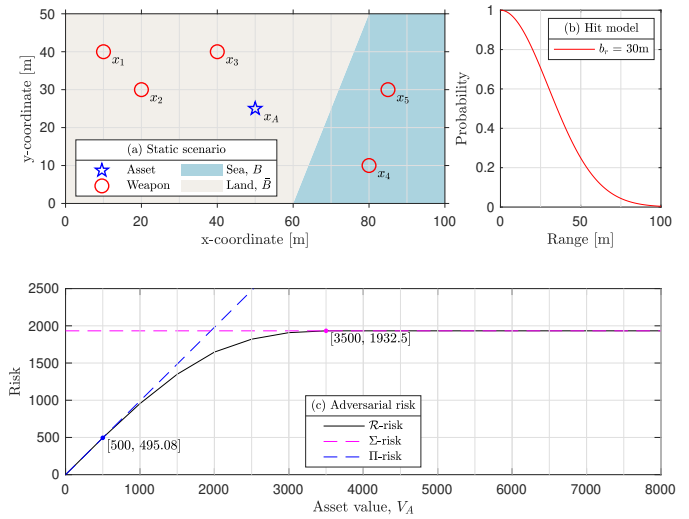 50
40
30
20
10
0
y-coordinate [m]
x₁
x₂
x₃
x_A
x₅
x₄
(a) Static scenario
Asset
Sea, B
Weapon
Land, B̄
0
20
40
60
80
100
x-coordinate [m]
1
0.8
0.6
0.4
0.2
0
Probability
(b) Hit model
b_r = 30m
0
50
100
Range [m]
2500
2000
1500
1000
500
0
Risk
[3500, 1932.5]
[500, 495.08]
(c) Adversarial risk
ℛ-risk
Σ-risk
Π-risk
0
1000
2000
3000
4000
5000
6000
7000
8000
Asset value, V_A